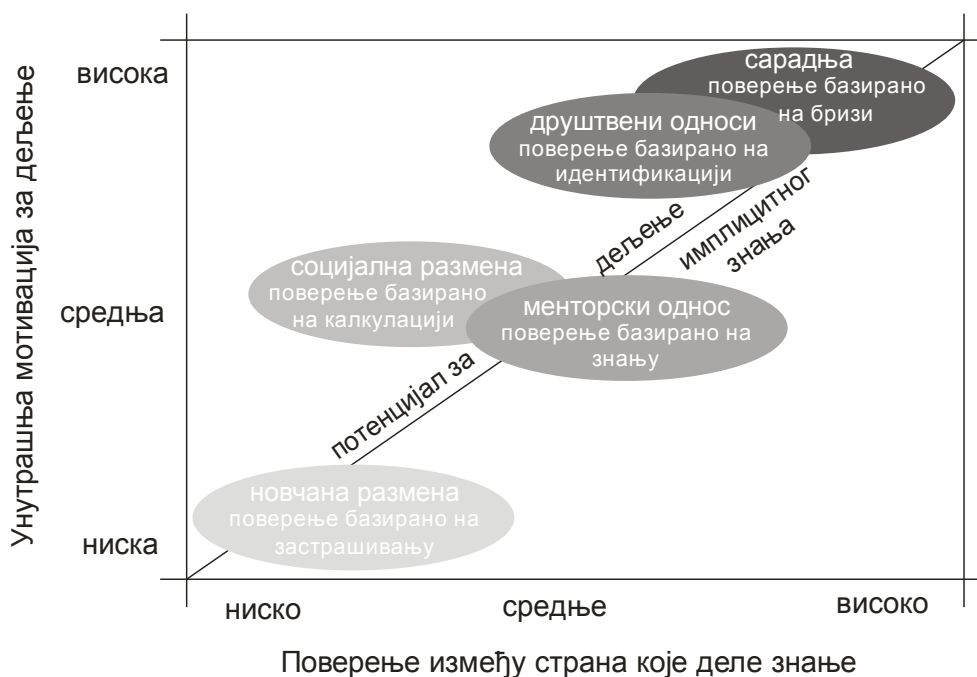 Унутрашња мотивација за дељење
висока
средња
ниска
сарадња
поверење базирано
на бризи
друштвени односи
поверење базирано на
идентификацији
дељење
имплицитног
знања
социјална размена
поверење базирано
на калкулацији
менторски однос
поверење базирано на
знању
потенцијал за
новчана размена
поверење базирано на
застрашивању
ниско
средње
високо
Поверење између страна које деле знање